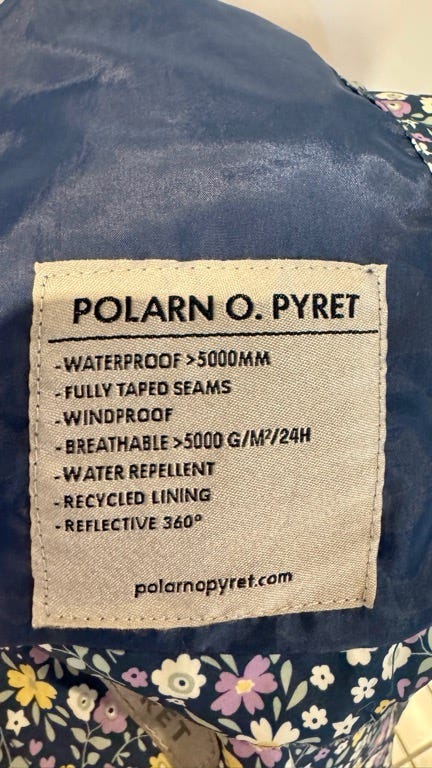 POLARN O. PYRET
-WATERPROOF >5000MM
-FULLY TAPED SEAMS
-WINDPROOF
-BREATHABLE >5000 G/M²/24H
-WATER REPELLENT
-RECYCLED LINING
-REFLECTIVE 360°
polarnopyret.com